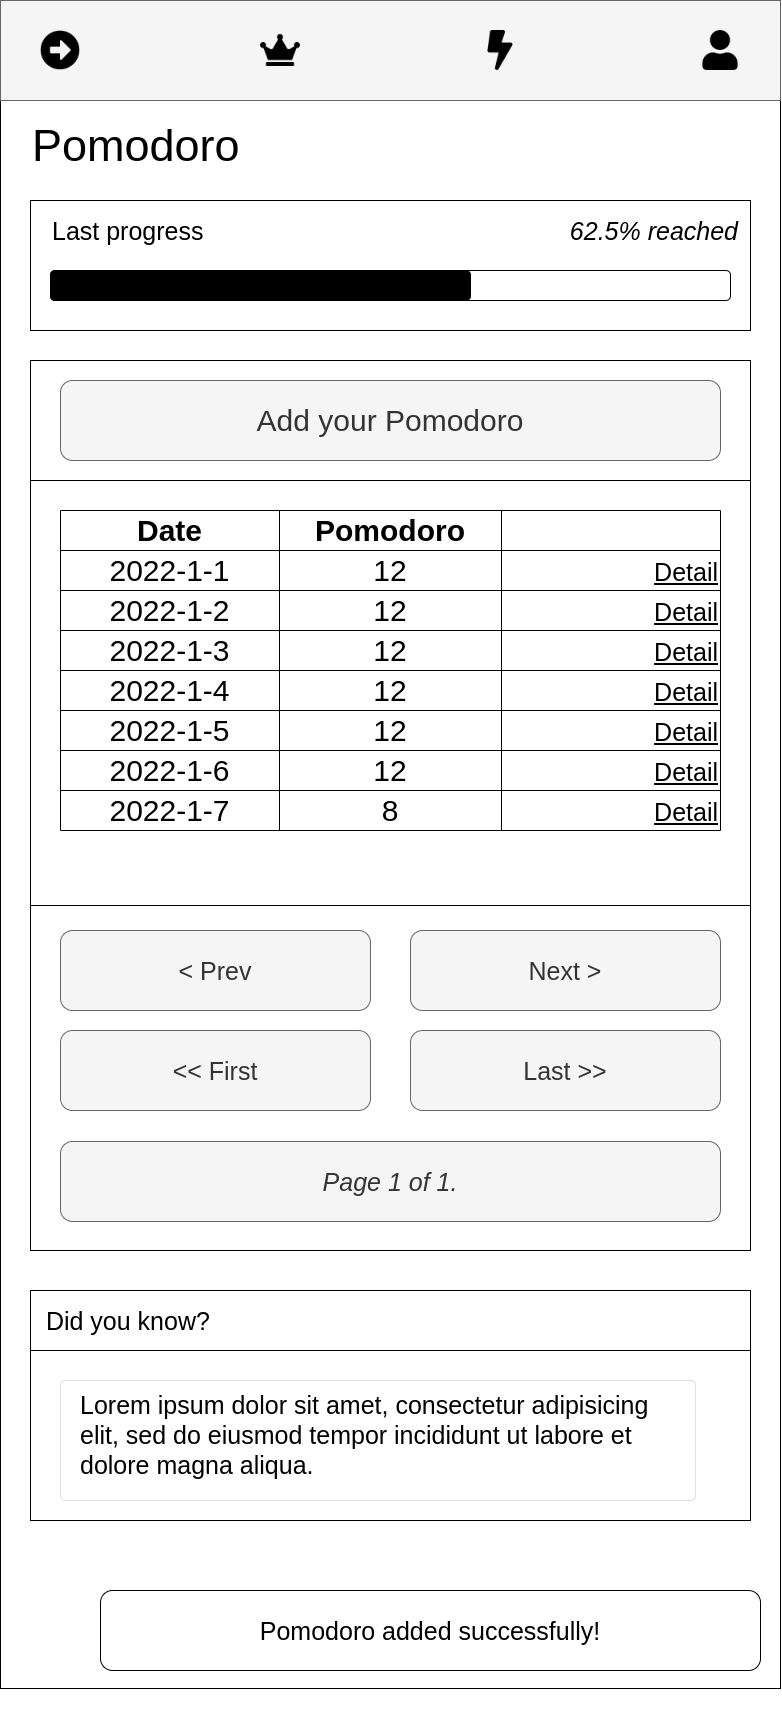 Pomodoro
Last progress
62.5% reached
Add your Pomodoro
Date Pomodoro
2022-1-1 12 Detail
2022-1-2 12 Detail
2022-1-3 12 Detail
2022-1-4 12 Detail
2022-1-5 12 Detail
2022-1-6 12 Detail
2022-1-7 8 Detail
< Prev
Next >
<< First
Last >>
Page 1 of 1.
Did you know?
Lorem ipsum dolor sit amet, consectetur adipisicing
elit, sed do eiusmod tempor incididunt ut labore et
dolore magna aliqua.
Pomodoro added successfully!